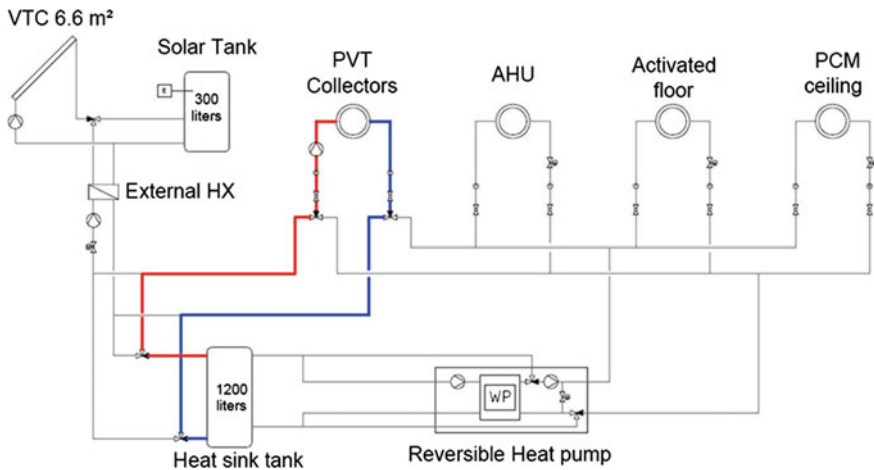 VTC 6.6 m²
Solar Tank
E
300
liters
PVT
Collectors
AHU
Activated
floor
PCM
ceiling
External HX
1200
liters
WP
Heat sink tank
Reversible Heat pump